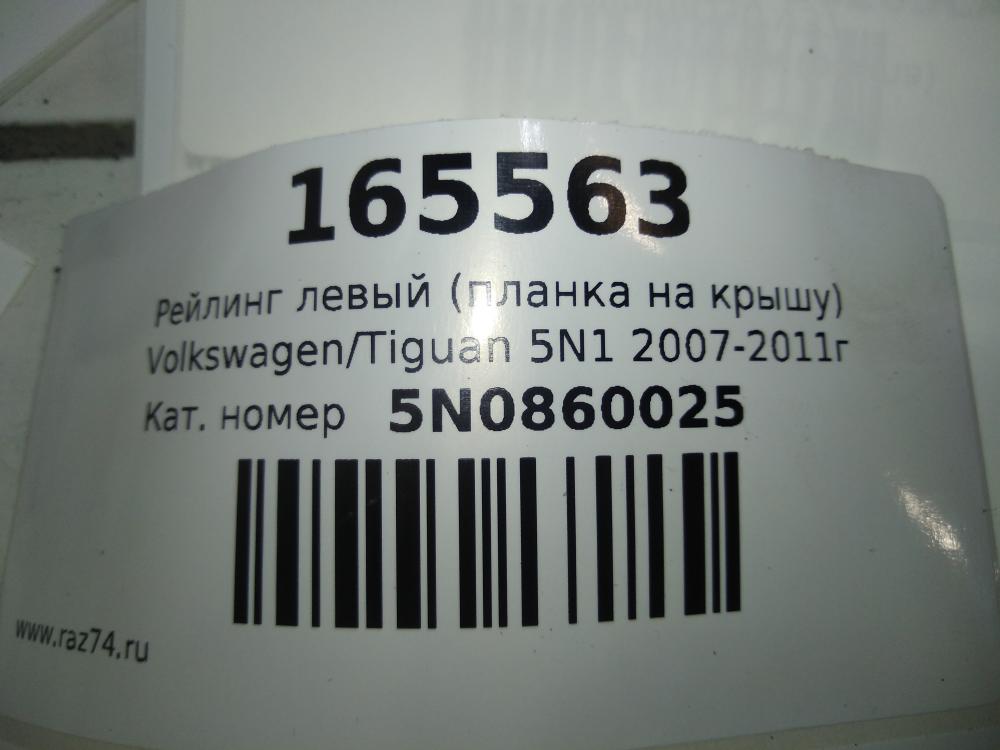 165563
Рейлинг левый (планка на крышу)
Volkswagen/Tiguan 5N1 2007-2011г
Кат. номер 5N0860025
www.raz74.ru